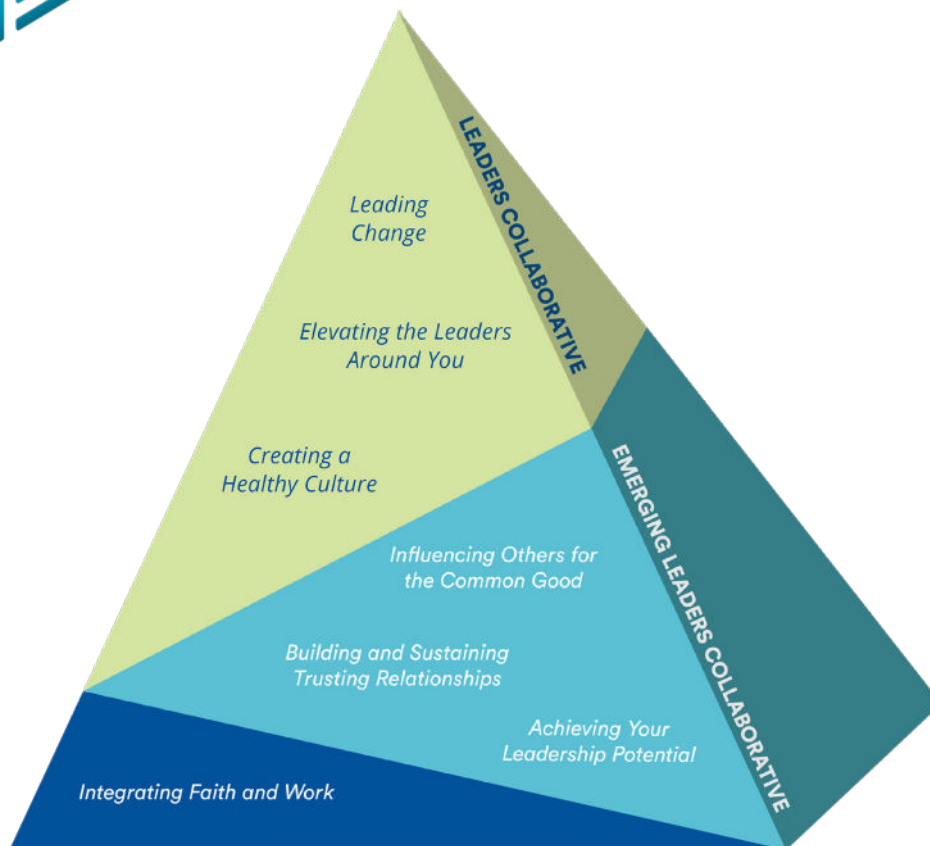 LEADERS COLLABORATIVE
Leading
Change
Elevating the Leaders
Around You
Creating a
Healthy Culture
EMERGING LEADERS COLLABORATIVE
Influencing Others for
the Common Good
Building and Sustaining
Trusting Relationships
Achieving Your
Leadership Potential
Integrating Faith and Work